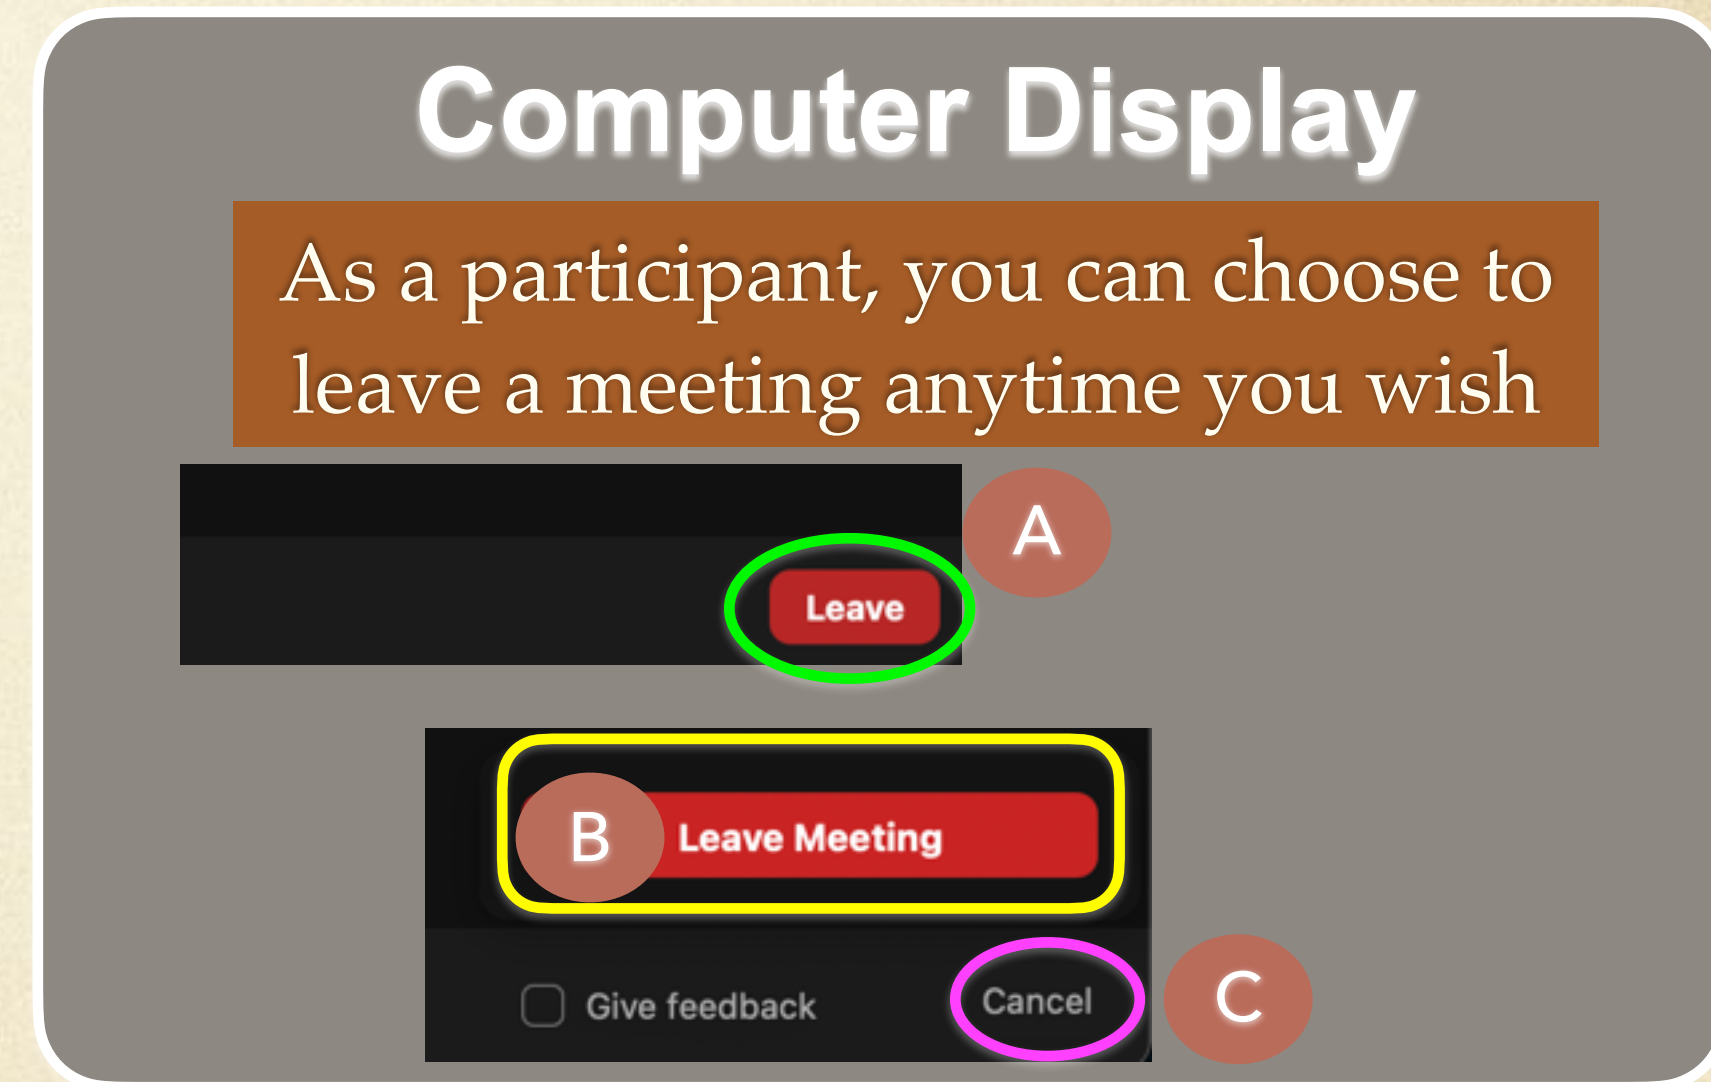 Computer Display
As a participant, you can choose to
leave a meeting anytime you wish
A
Leave
B
Leave Meeting
Give feedback
Cancel
C